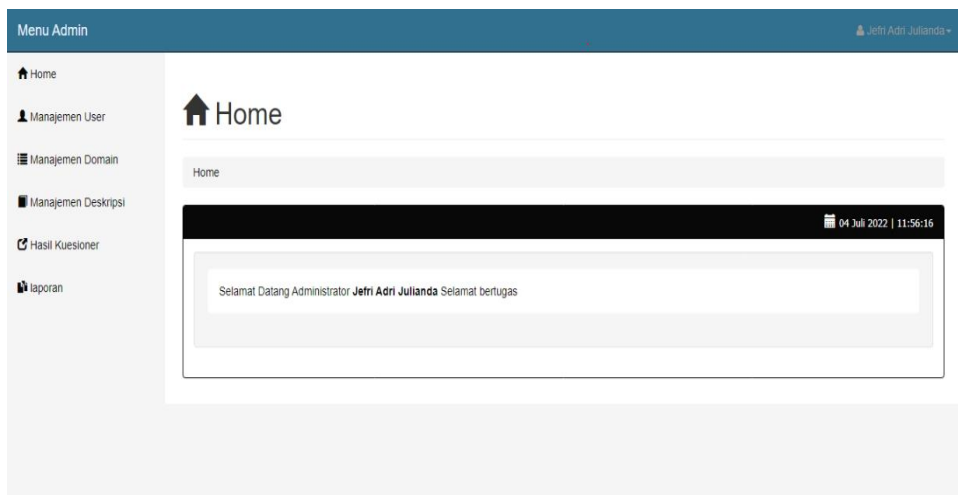 Menu Admin
Jefri Adri Julianda
Home
Manajemen User
Manajemen Domain
Manajemen Deskripsi
Hasil Kuesioner
laporan
Home
Home
04 Juli 2022 | 11:56:16
Selamat Datang Administrator Jefri Adri Julianda Selamat bertugas